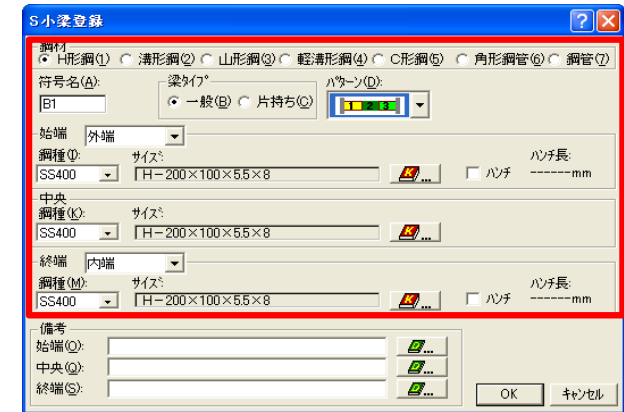 S小梁登録
鋼材
H形鋼(1) 溝形鋼(2) 山形鋼(3) 軽溝形鋼(4) C形鋼(5) 角形鋼管(6) 鋼管(7)
符号名(A): 梁タイプ パターン(D):
B1 一般(B) 片持ち(C) 1 2 3
始端 外端
鋼種(I): サイズ: ハンチ長:
SS400 H-200×100×5.5×8 K... ハンチ ------mm
中央
鋼種(K): サイズ:
SS400 H-200×100×5.5×8 K...
終端 内端
鋼種(M): サイズ: ハンチ長:
SS400 H-200×100×5.5×8 K... ハンチ ------mm
備考
始端(O): ...
中央(Q): ...
終端(S): ...
OK キャンセル